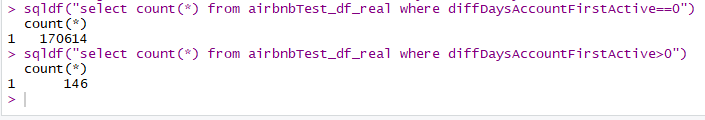 > sqldf("select count(*) from airbnbTest_df_real where diffDaysAccountFirstActive==0")
  count(*)
1   170614
> sqldf("select count(*) from airbnbTest_df_real where diffDaysAccountFirstActive>0")
  count(*)
1      146
>